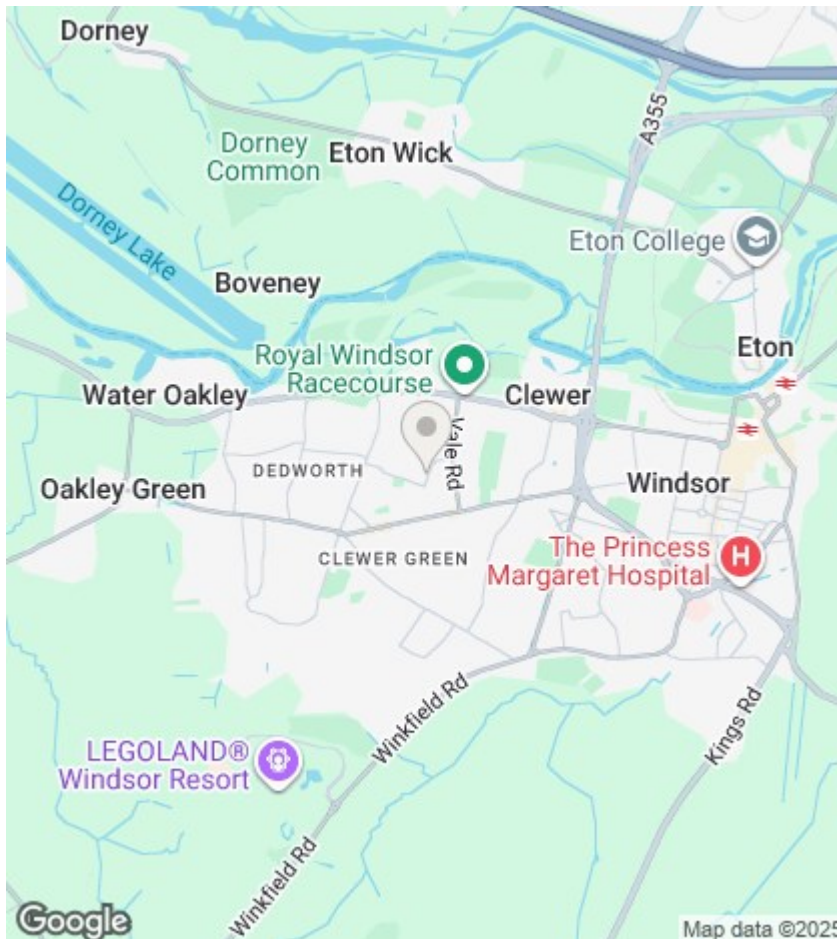 Dorney
A355
Dorney
Common
Eton Wick
Dorney Lake
Eton College
Boveney
Royal Windsor
Racecourse
Eton
Water Oakley
Clewer
Vale Rd
DEDWORTH
Oakley Green
Windsor
The Princess
Margaret Hospital
H
CLEWER GREEN
Winkfield Rd
Kings Rd
LEGOLAND®
Windsor Resort
Winkfield Rd
Google
Map data ©2025